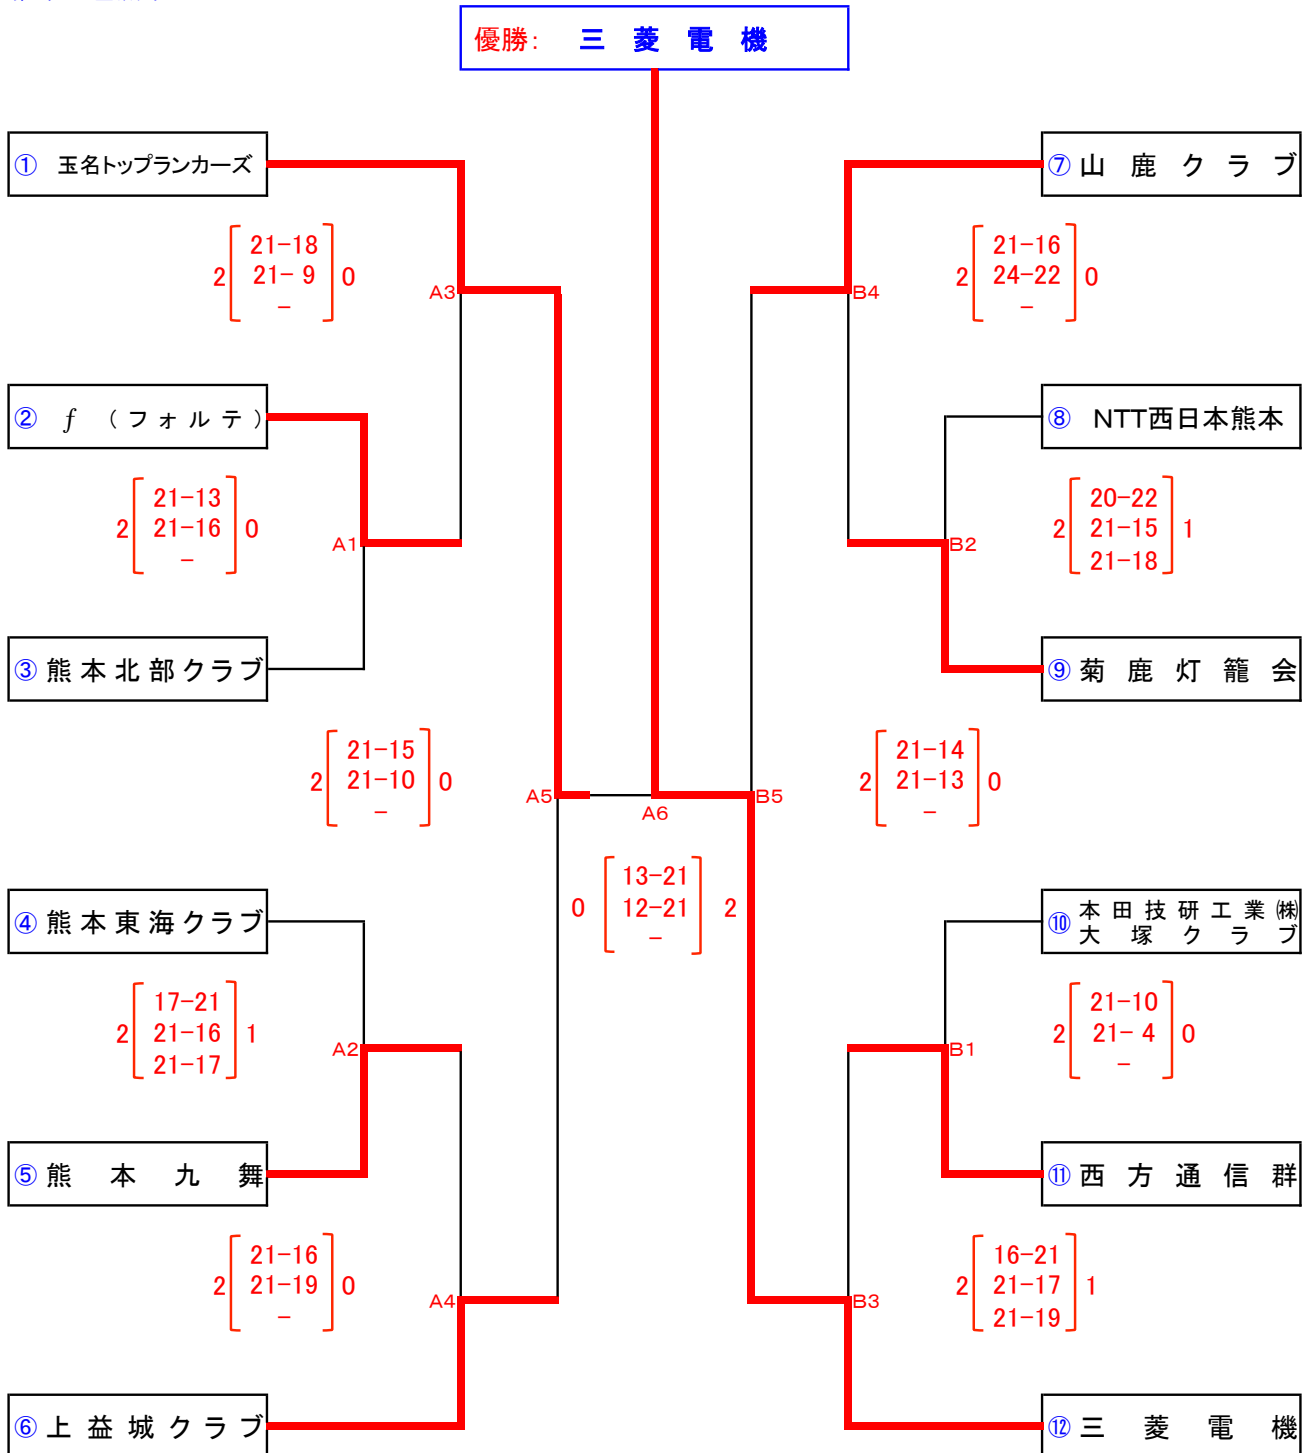 優勝: 三菱電機
① 玉名トップランカーズ
⑦ 山鹿クラブ
2 21-18 0
21- 9
-
A3
2 21-16 0
24-22
-
B4
② f (フォルテ)
⑧ NTT西日本熊本
2 21-13 0
21-16
-
A1
2 20-22 1
21-15
21-18
B2
③ 熊本北部クラブ
⑨ 菊鹿灯籠会
2 21-15 0
21-10
-
A5
A6
B5
2 21-14 0
21-13
-
0 13-21 2
12-21
-
④ 熊本東海クラブ
⑩ 本田技研工業㈱
大塚クラブ
2 17-21 1
21-16
21-17
A2
2 21-10 0
21- 4
-
B1
⑤ 熊本九舞
⑪ 西方通信群
2 21-16 0
21-19
-
A4
2 16-21 1
21-17
21-19
B3
⑥ 上益城クラブ
⑫ 三菱電機